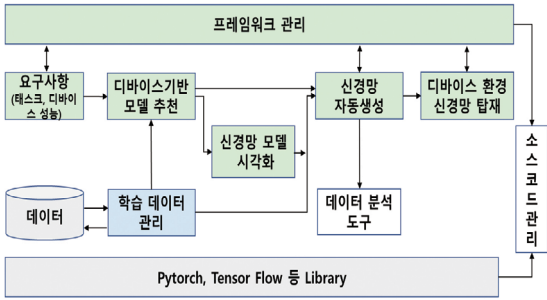 프레임워크 관리
요구사항
(태스크, 디바이
스 성능)
디바이스기반
모델 추천
신경망
자동생성
디바이스 환경
신경망 탑재
신경망 모델
시각화
소스코드관리
데이터
학습 데이터
관리
데이터 분석
도구
Pytorch, Tensor Flow 등 Library